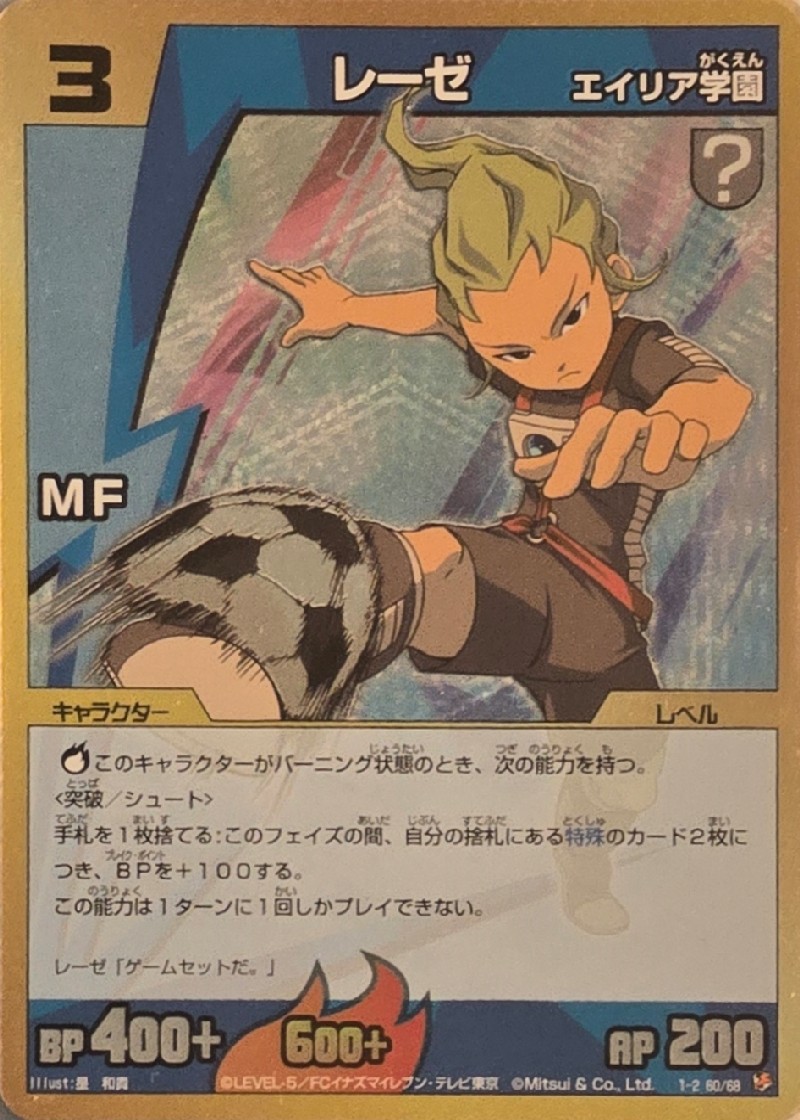 3
レーゼ
エイリア学園
がくえん
?
MF
キャラクター
レベル
このキャラクターがバーニング状態のとき、次の能力を持つ。
じょうたい つぎ のうりょく も
<突破/シュート>
とっぱ
手札を1枚捨てる:このフェイズの間、自分の捨札にある特殊のカード2枚に
てふだ まい す あいだ じぶん すてふだ とくしゅ まい
つき、BPを+100する。
ブレイク・ポイント
この能力は1ターンに1回しかプレイできない。
のうりょく かい
レーゼ「ゲームセットだ。」
BP 400+
600+
AP 200
Illust:星 和
©LEVEL-5/FCイナズマイレブン・テレビ東京 ©Mitsui & Co., Ltd. 1-2 60/68